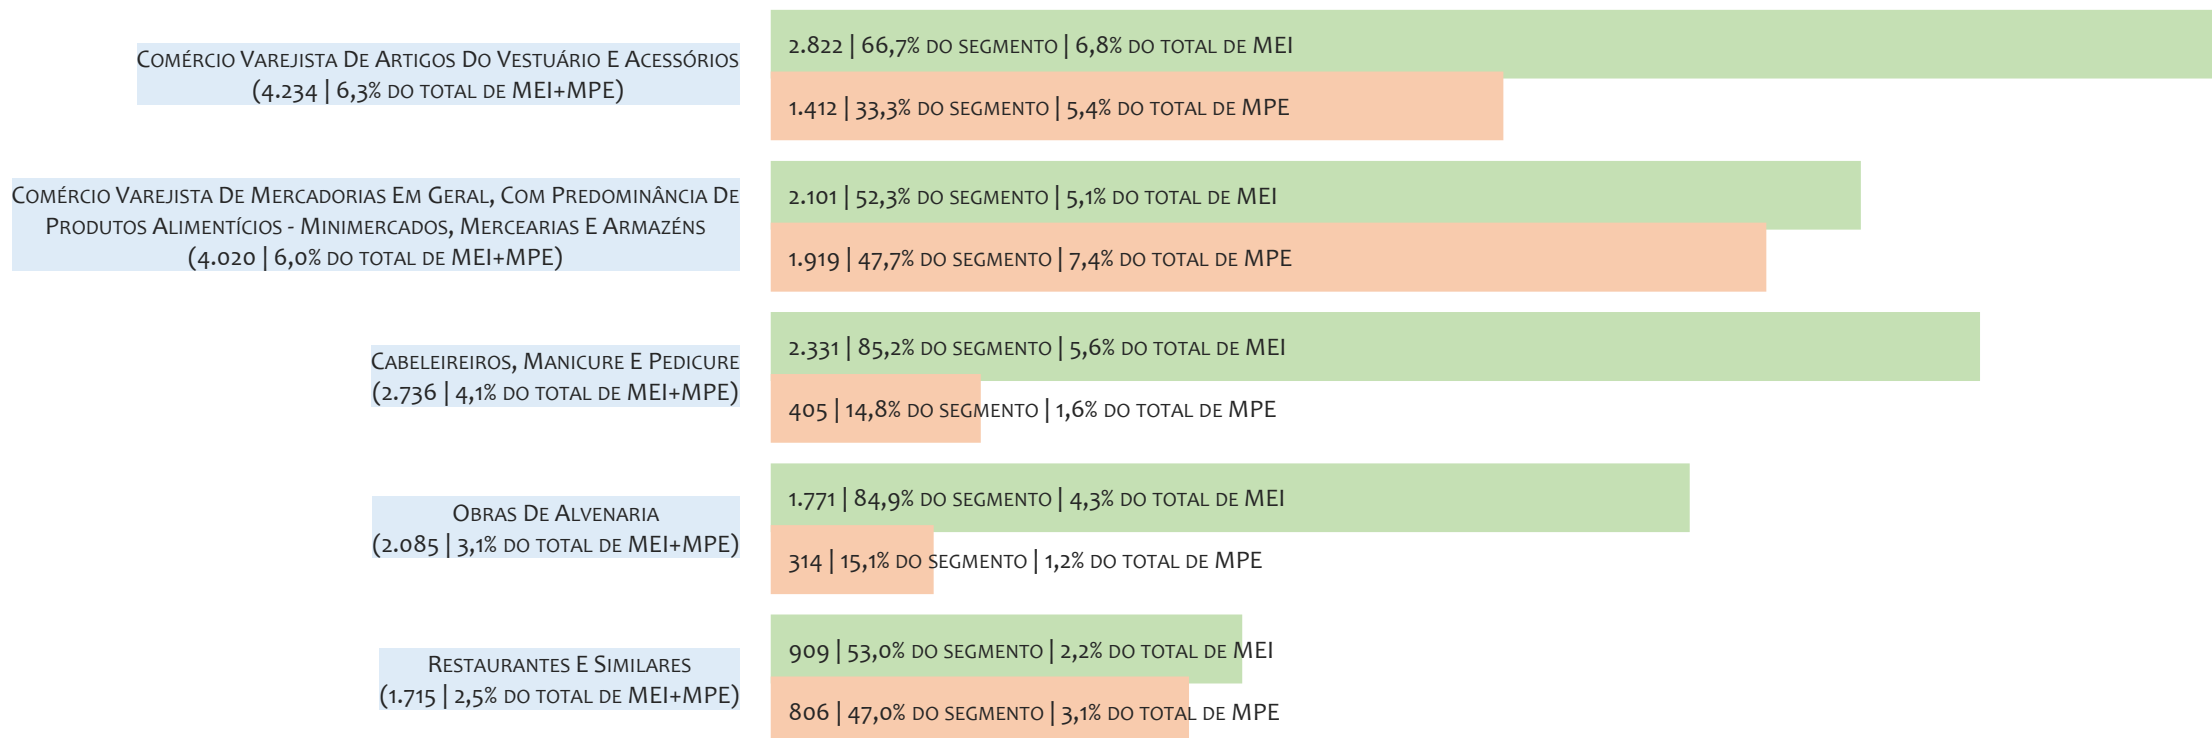 Comércio Varejista De Artigos Do Vestuário E Acessórios
(4.234 | 6,3% do total de MEI+MPE)
2.822 | 66,7% do segmento | 6,8% do total de MEI
1.412 | 33,3% do segmento | 5,4% do total de MPE
Comércio Varejista De Mercadorias Em Geral, Com Predominância De
Produtos Alimentícios - Minimercados, Mercearias E Armazéns
(4.020 | 6,0% do total de MEI+MPE)
2.101 | 52,3% do segmento | 5,1% do total de MEI
1.919 | 47,7% do segmento | 7,4% do total de MPE
Cabeleireiros, Manicure E Pedicure
(2.736 | 4,1% do total de MEI+MPE)
2.331 | 85,2% do segmento | 5,6% do total de MEI
405 | 14,8% do segmento | 1,6% do total de MPE
Obras De Alvenaria
(2.085 | 3,1% do total de MEI+MPE)
1.771 | 84,9% do segmento | 4,3% do total de MEI
314 | 15,1% do segmento | 1,2% do total de MPE
Restaurantes E Similares
(1.715 | 2,5% do total de MEI+MPE)
909 | 53,0% do segmento | 2,2% do total de MEI
806 | 47,0% do segmento | 3,1% do total de MPE